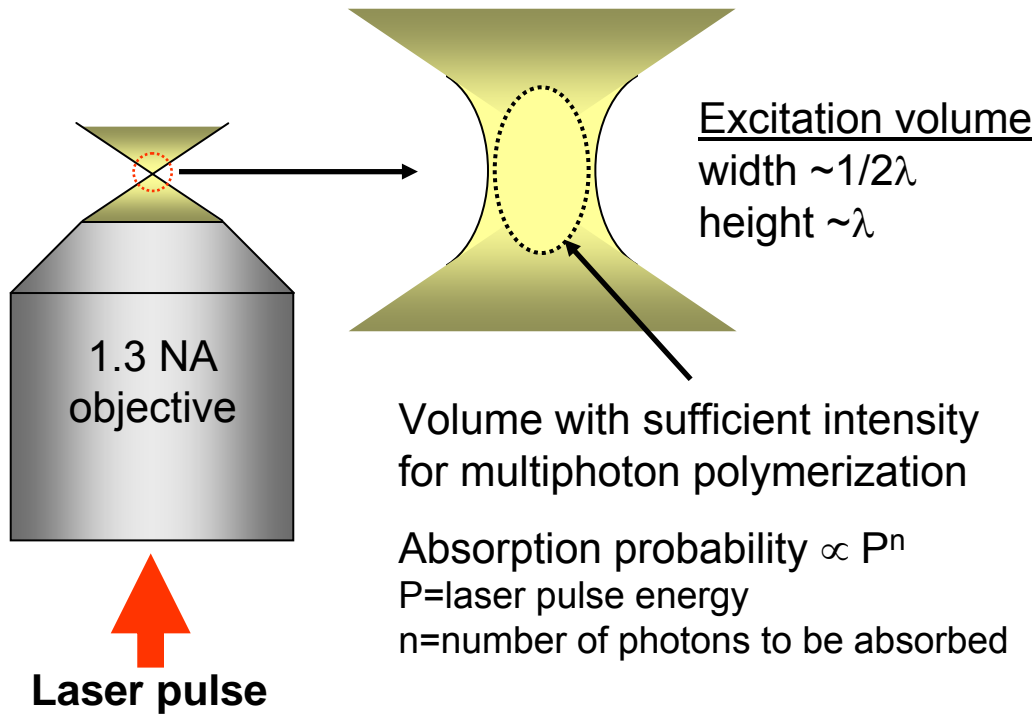 1.3 NA
objective
Laser pulse
Excitation volume
width ~1/2λ
height ~λ
Volume with sufficient intensity
for multiphoton polymerization
Absorption probability ∝ Pⁿ
P=laser pulse energy
n=number of photons to be absorbed